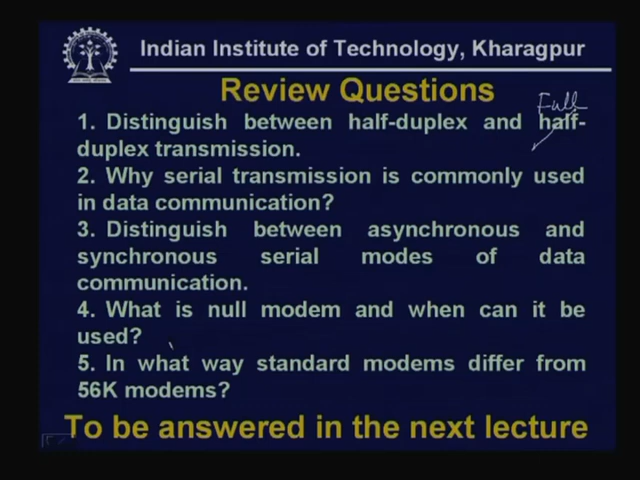 Indian Institute of Technology, Kharagpur
Review Questions
Full
1. Distinguish between half-duplex and half-
duplex transmission.
2. Why serial transmission is commonly used
in data communication?
3. Distinguish between asynchronous and
synchronous serial modes of data
communication.
4. What is null modem and when can it be
used?
5. In what way standard modems differ from
56K modems?
To be answered in the next lecture